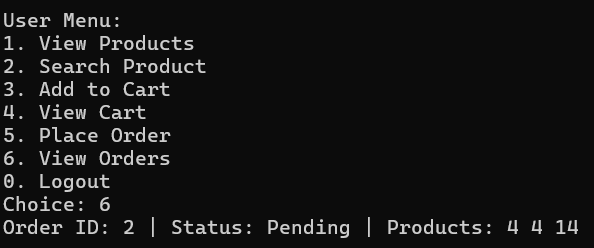 User Menu:
1. View Products
2. Search Product
3. Add to Cart
4. View Cart
5. Place Order
6. View Orders
0. Logout
Choice: 6
Order ID: 2 | Status: Pending | Products: 4 4 14